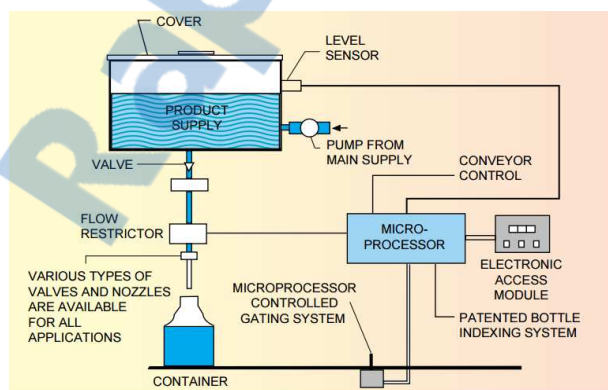 COVER
LEVEL
SENSOR
PRODUCT
SUPPLY
PUMP FROM
MAIN SUPPLY
VALVE
CONVEYOR
CONTROL
FLOW
RESTRICTOR
MICRO-
PROCESSOR
ELECTRONIC
ACCESS
MODULE
VARIOUS TYPES OF
VALVES AND NOZZLES
ARE AVAILABLE
FOR ALL
APPLICATIONS
MICROPROCESSOR
CONTROLLED
GATING SYSTEM
PATENTED BOTTLE
INDEXING SYSTEM
CONTAINER